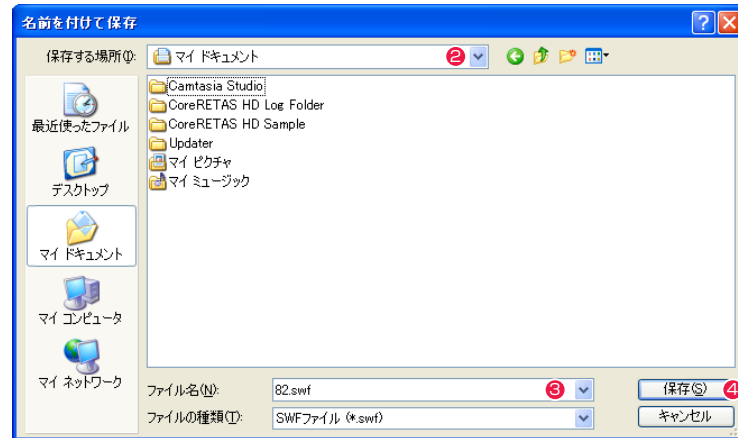 名前を付けて保存
保存する場所(I):
マイ ドキュメント
2
Camtasia Studio
CoreRETAS HD Log Folder
CoreRETAS HD Sample
Updater
マイ ピクチャ
マイ ミュージック
最近使ったファイル
デスクトップ
マイ ドキュメント
マイ コンピュータ
マイ ネットワーク
ファイル名(N):
82.swf
3
保存(S)
4
ファイルの種類(T):
SWFファイル (*.swf)
キャンセル